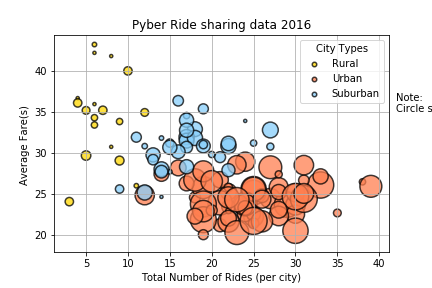 Pyber Ride sharing data 2016
City Types
Rural
Urban
Suburban
Note:
Circle s
Average Fare(s)
40
35
30
25
20
5
10
15
20
25
30
35
40
Total Number of Rides (per city)